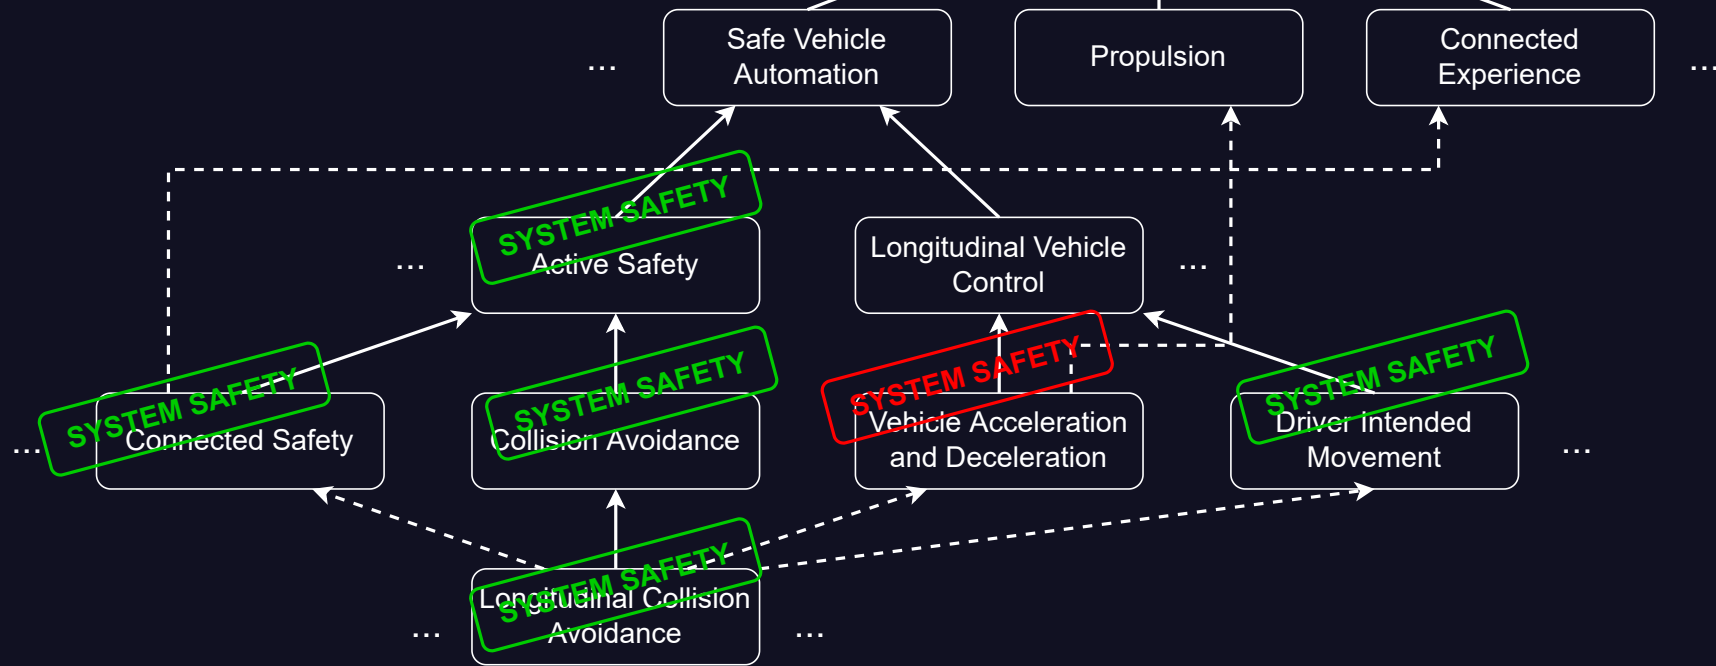 Safe Vehicle
Automation
Propulsion
Connected
Experience
...
...
SYSTEM SAFETY
Active Safety
Longitudinal Vehicle
Control
...
...
SYSTEM SAFETY
Connected Safety
SYSTEM SAFETY
Collision Avoidance
SYSTEM SAFETY
Vehicle Acceleration
and Deceleration
SYSTEM SAFETY
Driver Intended
Movement
...
...
SYSTEM SAFETY
Longitudinal Collision
Avoidance
...
...